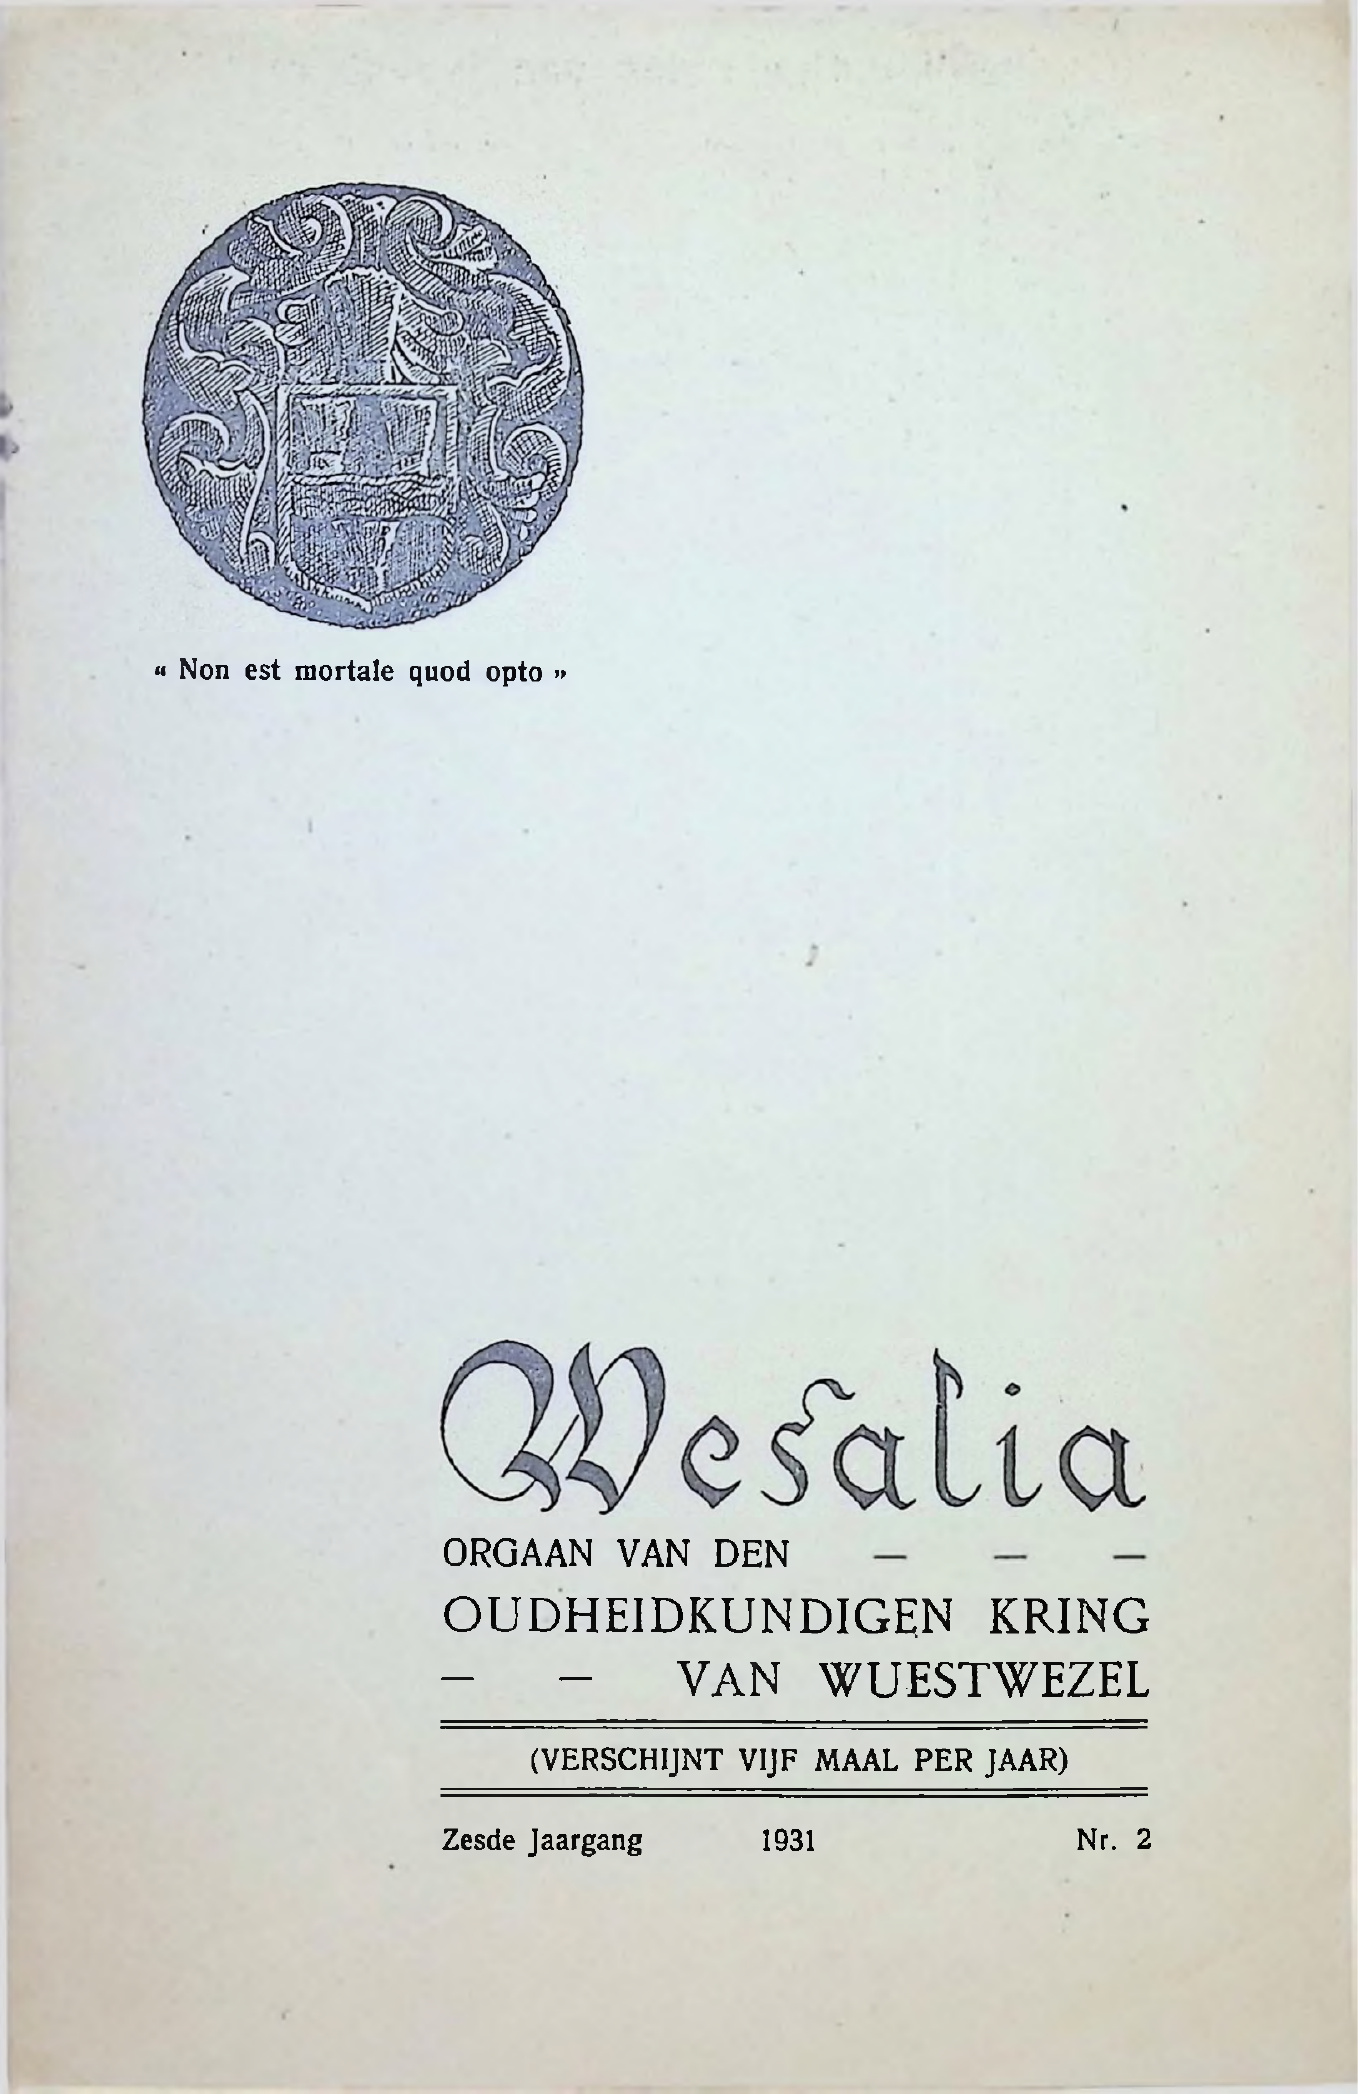 « Non est mortale quod opto »
Wesalia
ORGAAN VAN DEN — — —
OUDHEIDKUNDIGEN KRING
— — VAN WUESTWEZEL
(VERSCHIJNT VIJF MAAL PER JAAR)
Zesde Jaargang 1931 Nr. 2